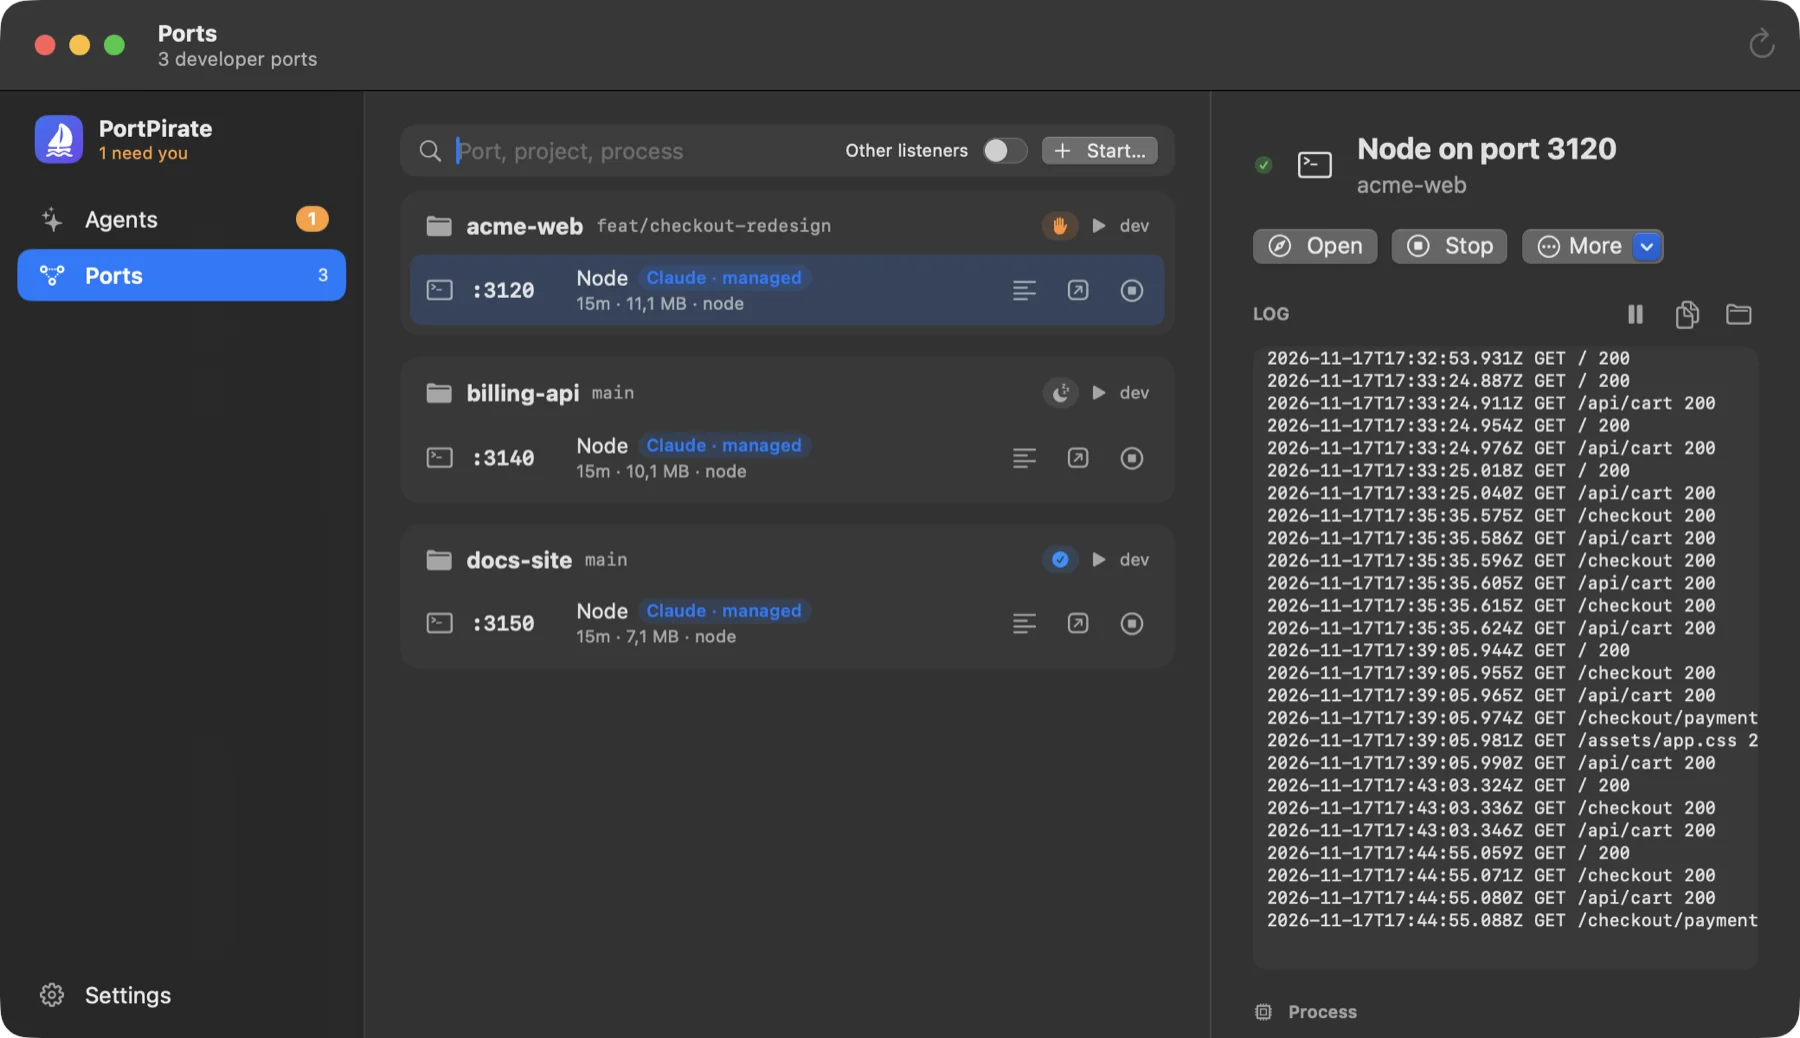 Ports
3 developer ports
PortPirate
1 need you
Agents 1
Ports 3
Settings
Port, project, process Other listeners + Start...
acme-web feat/checkout-redesign dev
:3120 Node Claude · managed
15m · 11,1 MB · node
billing-api main dev
:3140 Node Claude · managed
15m · 10,1 MB · node
docs-site main dev
:3150 Node Claude · managed
15m · 7,1 MB · node
Node on port 3120
acme-web
Open Stop More
LOG
2026-11-17T17:32:53.931Z GET / 200
2026-11-17T17:33:24.887Z GET / 200
2026-11-17T17:33:24.911Z GET /api/cart 200
2026-11-17T17:33:24.954Z GET / 200
2026-11-17T17:33:24.976Z GET /api/cart 200
2026-11-17T17:33:25.018Z GET / 200
2026-11-17T17:33:25.040Z GET /api/cart 200
2026-11-17T17:35:35.575Z GET /checkout 200
2026-11-17T17:35:35.586Z GET /api/cart 200
2026-11-17T17:35:35.596Z GET /checkout 200
2026-11-17T17:35:35.605Z GET /api/cart 200
2026-11-17T17:35:35.615Z GET /checkout 200
2026-11-17T17:35:35.624Z GET /api/cart 200
2026-11-17T17:39:05.944Z GET / 200
2026-11-17T17:39:05.955Z GET /checkout 200
2026-11-17T17:39:05.965Z GET /api/cart 200
2026-11-17T17:39:05.974Z GET /checkout/payment
2026-11-17T17:39:05.981Z GET /assets/app.css 2
2026-11-17T17:39:05.990Z GET /api/cart 200
2026-11-17T17:43:03.324Z GET / 200
2026-11-17T17:43:03.336Z GET /checkout 200
2026-11-17T17:43:03.346Z GET /api/cart 200
2026-11-17T17:44:55.059Z GET / 200
2026-11-17T17:44:55.071Z GET /checkout 200
2026-11-17T17:44:55.080Z GET /api/cart 200
2026-11-17T17:44:55.088Z GET /checkout/payment
Process